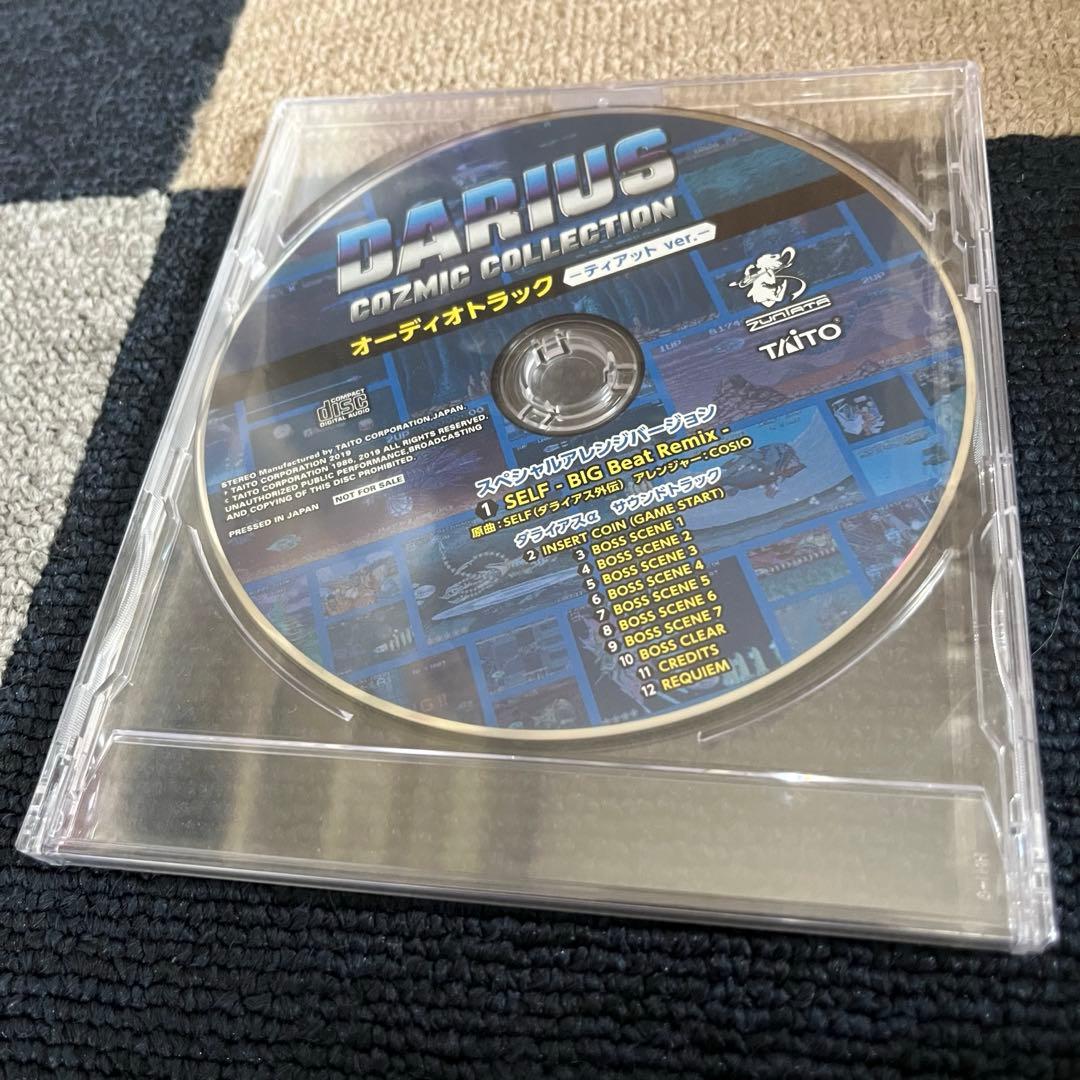 DARIUS
COZMIC COLLECTION
オーディオトラック
ーティアット ver.ー
ZUNTATA
TAITO
COMPACT
disc
DIGITAL AUDIO
STEREO Manufactured by TAITO CORPORATION, JAPAN.
℗ TAITO CORPORATION 2019
© TAITO CORPORATION 1986, 2019 ALL RIGHTS RESERVED.
UNAUTHORIZED PUBLIC PERFORMANCE,BROADCASTING
AND COPYING OF THIS DISC PROHIBITED.
NOT FOR SALE
PRESSED IN JAPAN
スペシャルアレンジバージョン
1 SELF - BIG Beat Remix -
原曲：SELF（ダライアス外伝） アレンジャー：COSIO
ダライアスα サウンドトラック
2 INSERT COIN (GAME START)
3 BOSS SCENE 1
4 BOSS SCENE 2
5 BOSS SCENE 3
6 BOSS SCENE 4
7 BOSS SCENE 5
8 BOSS SCENE 6
9 BOSS SCENE 7
10 BOSS CLEAR
11 CREDITS
12 REQUIEM
1UP
2UP